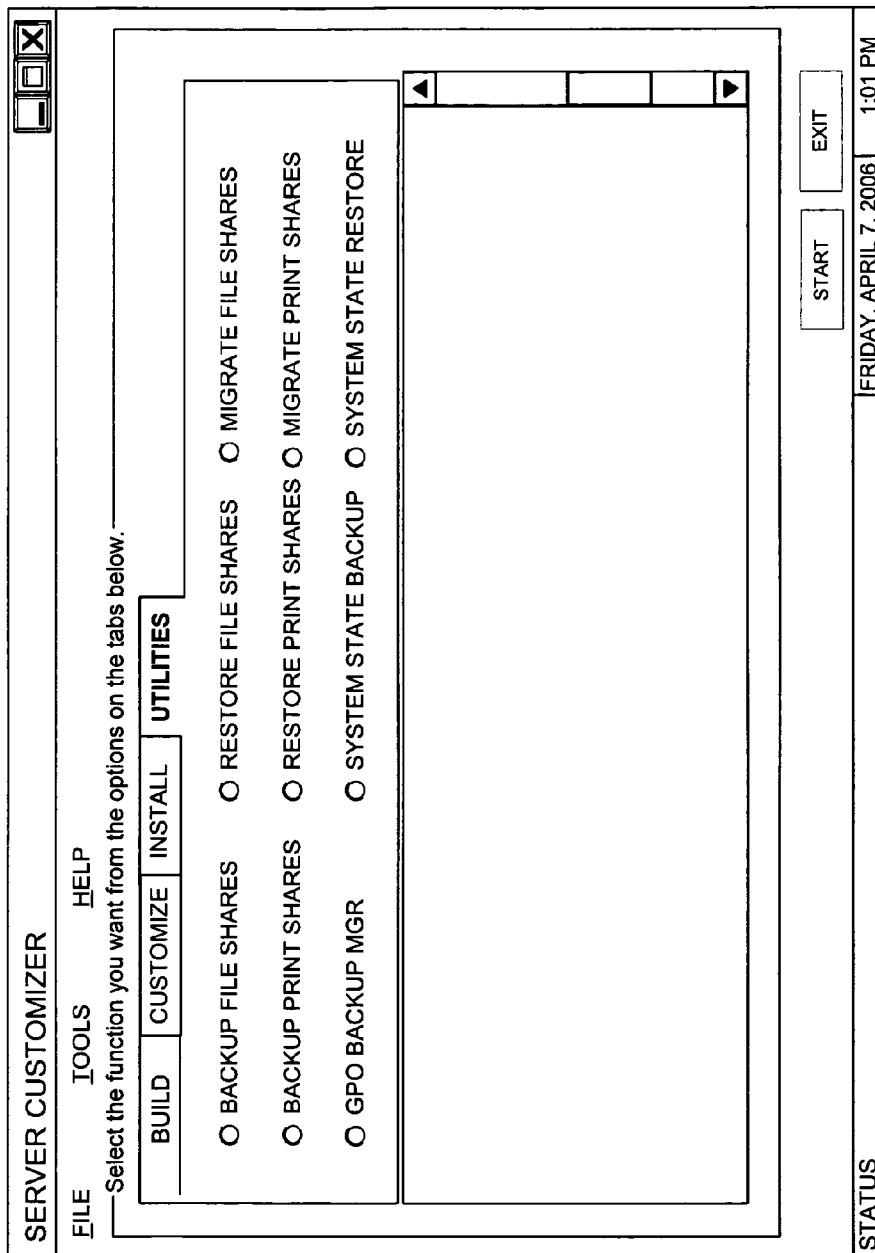 SERVER CUSTOMIZER
FILE TOOLS HELP
Select the function you want from the options on the tabs below.
BUILD CUSTOMIZE INSTALL UTILITIES
BACKUP FILE SHARES RESTORE FILE SHARES MIGRATE FILE SHARES
BACKUP PRINT SHARES RESTORE PRINT SHARES MIGRATE PRINT SHARES
GPO BACKUP MGR SYSTEM STATE BACKUP SYSTEM STATE RESTORE
START EXIT
STATUS FRIDAY, APRIL 7, 2006 1:01 PM